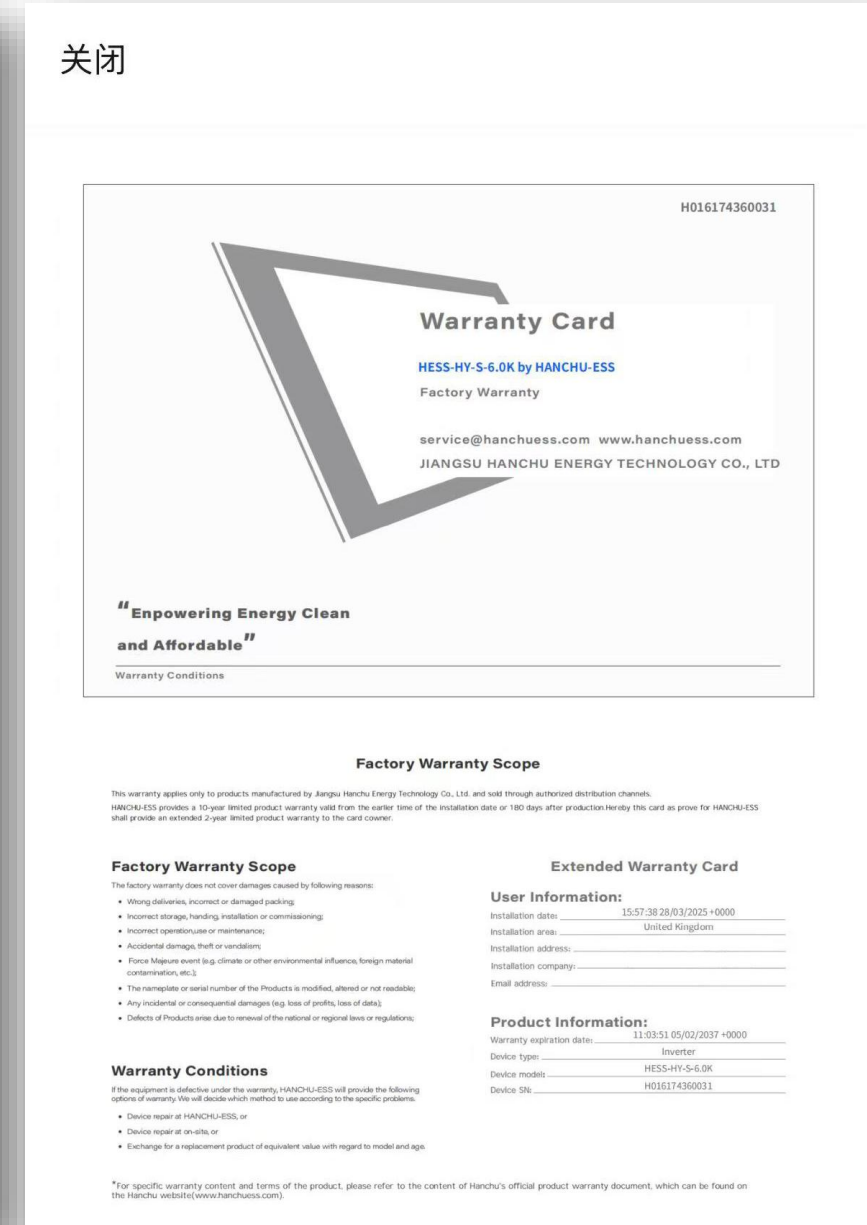 关闭
H016174360031
Warranty Card
HESS-HY-S-6.0K by HANCHU-ESS
Factory Warranty
service@hanchuess.com www.hanchuess.com
JIANGSU HANCHU ENERGY TECHNOLOGY CO., LTD
“Enpowering Energy Clean
and Affordable”
Warranty Conditions
Factory Warranty Scope
This warranty applies only to products manufactured by Jiangsu Hanchu Energy Technology Co., Ltd. and sold through authorized distribution channels.
HANCHU-ESS provides a 10-year limited product warranty valid from the earlier time of the installation date or 180 days after production.Hereby this card as prove for HANCHU-ESS
shall provide an extended 2-year limited product warranty to the card cowner.
Factory Warranty Scope
The factory warranty does not cover damages caused by following reasons:
• Wrong deliveries, incorrect or damaged packing;
• Incorrect storage, handing, installation or commissioning;
• Incorrect operation,use or maintenance;
• Accidental damage, theft or vandalism;
• Force Majeure event (e.g. climate or other environmental influence, foreign material
contamination, etc.);
• The nameplate or serial number of the Products is modified, altered or not readable;
• Any incidental or consequential damages (e.g. loss of profits, loss of data);
• Defects of Products arise due to renewal of the national or regional laws or regulations;
Warranty Conditions
If the equipment is defective under the warranty, HANCHU-ESS will provide the following
options of warranty. We will decide which method to use according to the specific problems.
• Device repair at HANCHU-ESS, or
• Device repair at on-site, or
• Exchange for a replacement product of equivalent value with regard to model and age.
Extended Warranty Card
User Information:
Installation date: 15:57:38 28/03/2025 +0000
Installation area: United Kingdom
Installation address:
Installation company:
Email address:
Product Information:
Warranty expiration date: 11:03:51 05/02/2037 +0000
Device type: Inverter
Device model: HESS-HY-S-6.0K
Device SN: H016174360031
*For specific warranty content and terms of the product, please refer to the content of Hanchu's official product warranty document, which can be found on
the Hanchu website(www.hanchuess.com).